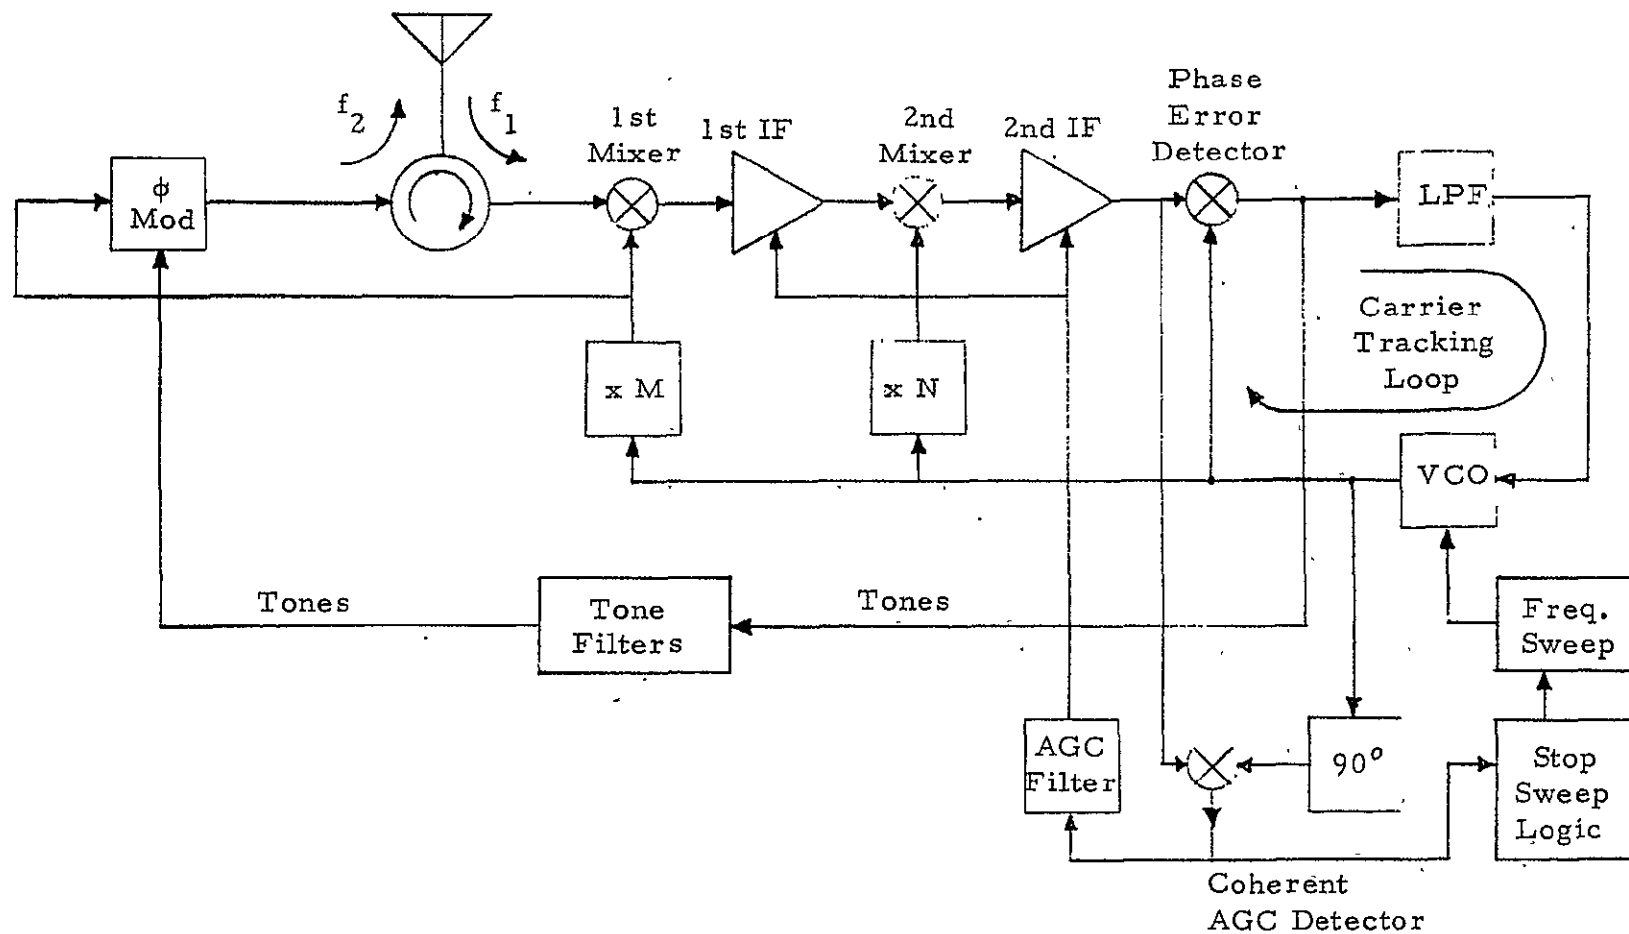 f2
f1
1st
Mixer
1st IF
2nd
Mixer
2nd IF
Phase
Error
Detector
ϕ
Mod
LPF
Carrier
Tracking
Loop
x M
x N
VCO
Tones
Tone
Filters
Tones
Freq.
Sweep
AGC
Filter
90°
Stop
Sweep
Logic
Coherent
AGC Detector